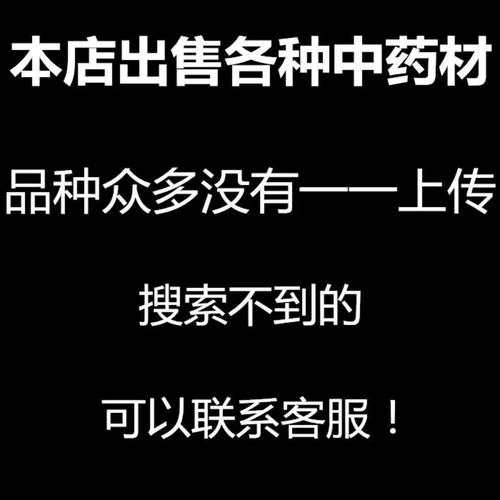 本店出售各种中药材
品种众多没有一一上传
搜索不到的
可以联系客服！